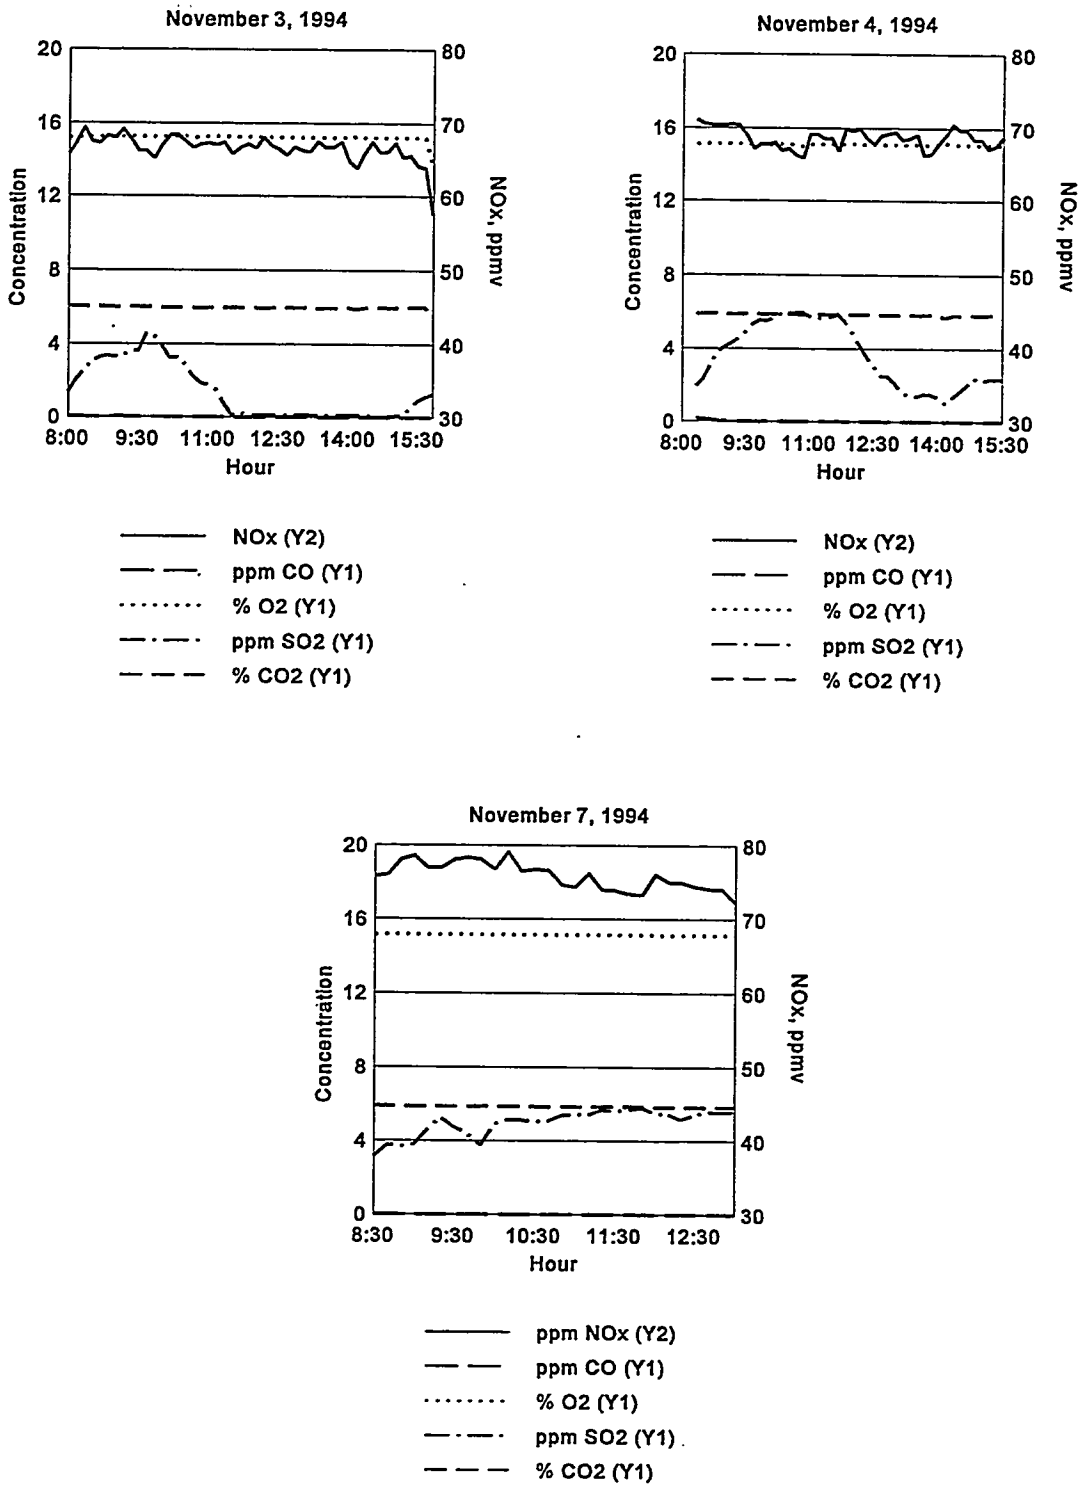 November 3, 1994
20
16
12
8
4
0
80
70
60
50
40
30
Concentration
NOx, ppmv
8:00 9:30 11:00 12:30 14:00 15:30
Hour
NOx (Y2)
ppm CO (Y1)
% O2 (Y1)
ppm SO2 (Y1)
% CO2 (Y1)
November 4, 1994
20
16
12
8
4
0
80
70
60
50
40
30
Concentration
NOx, ppmv
8:00 9:30 11:00 12:30 14:00 15:30
Hour
NOx (Y2)
ppm CO (Y1)
% O2 (Y1)
ppm SO2 (Y1)
% CO2 (Y1)
November 7, 1994
20
16
12
8
4
0
80
70
60
50
40
30
Concentration
NOx, ppmv
8:30 9:30 10:30 11:30 12:30
Hour
ppm NOx (Y2)
ppm CO (Y1)
% O2 (Y1)
ppm SO2 (Y1)
% CO2 (Y1)